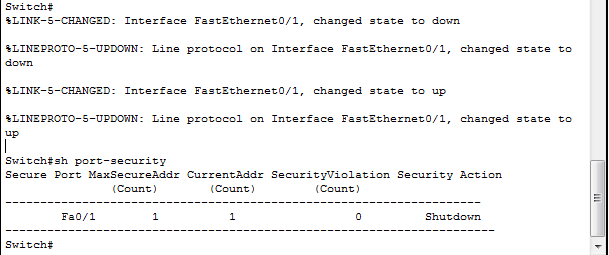 Switch#
%LINK-5-CHANGED: Interface FastEthernet0/1, changed state to down
%LINEPROTO-5-UPDOWN: Line protocol on Interface FastEthernet0/1, changed state to
down
%LINK-5-CHANGED: Interface FastEthernet0/1, changed state to up
%LINEPROTO-5-UPDOWN: Line protocol on Interface FastEthernet0/1, changed state to
up
Switch#sh port-security
Secure Port MaxSecureAddr CurrentAddr SecurityViolation Security Action
(Count) (Count) (Count)
--------------------------------------------------------------------
Fa0/1 1 1 0 Shutdown
----------------------------------------------------------------------
Switch#